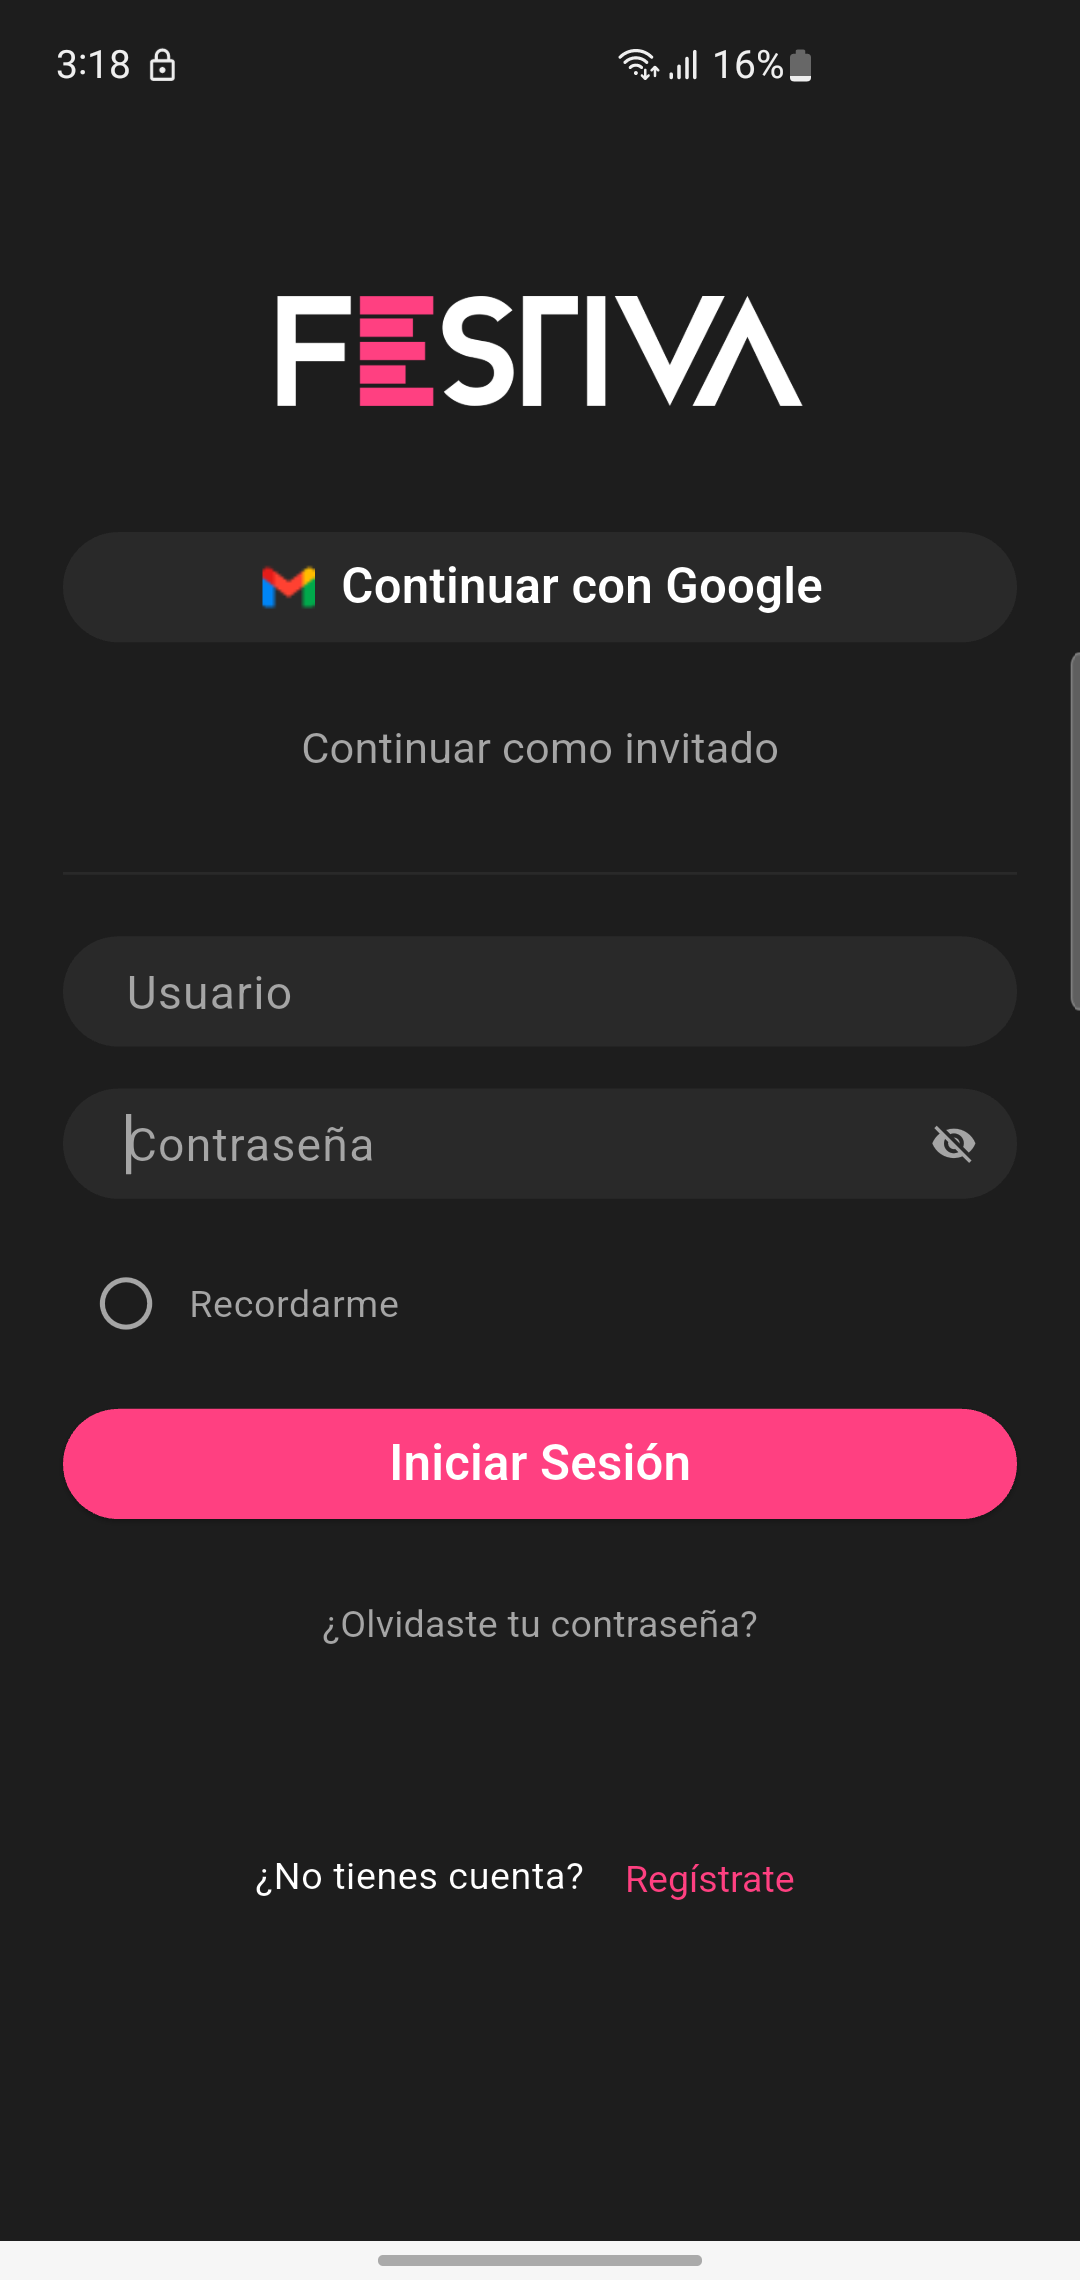 3:18 16%
FESTIVA
Continuar con Google
Continuar como invitado
Usuario
Contraseña
Recordarme
Iniciar Sesión
¿Olvidaste tu contraseña?
¿No tienes cuenta? Regístrate